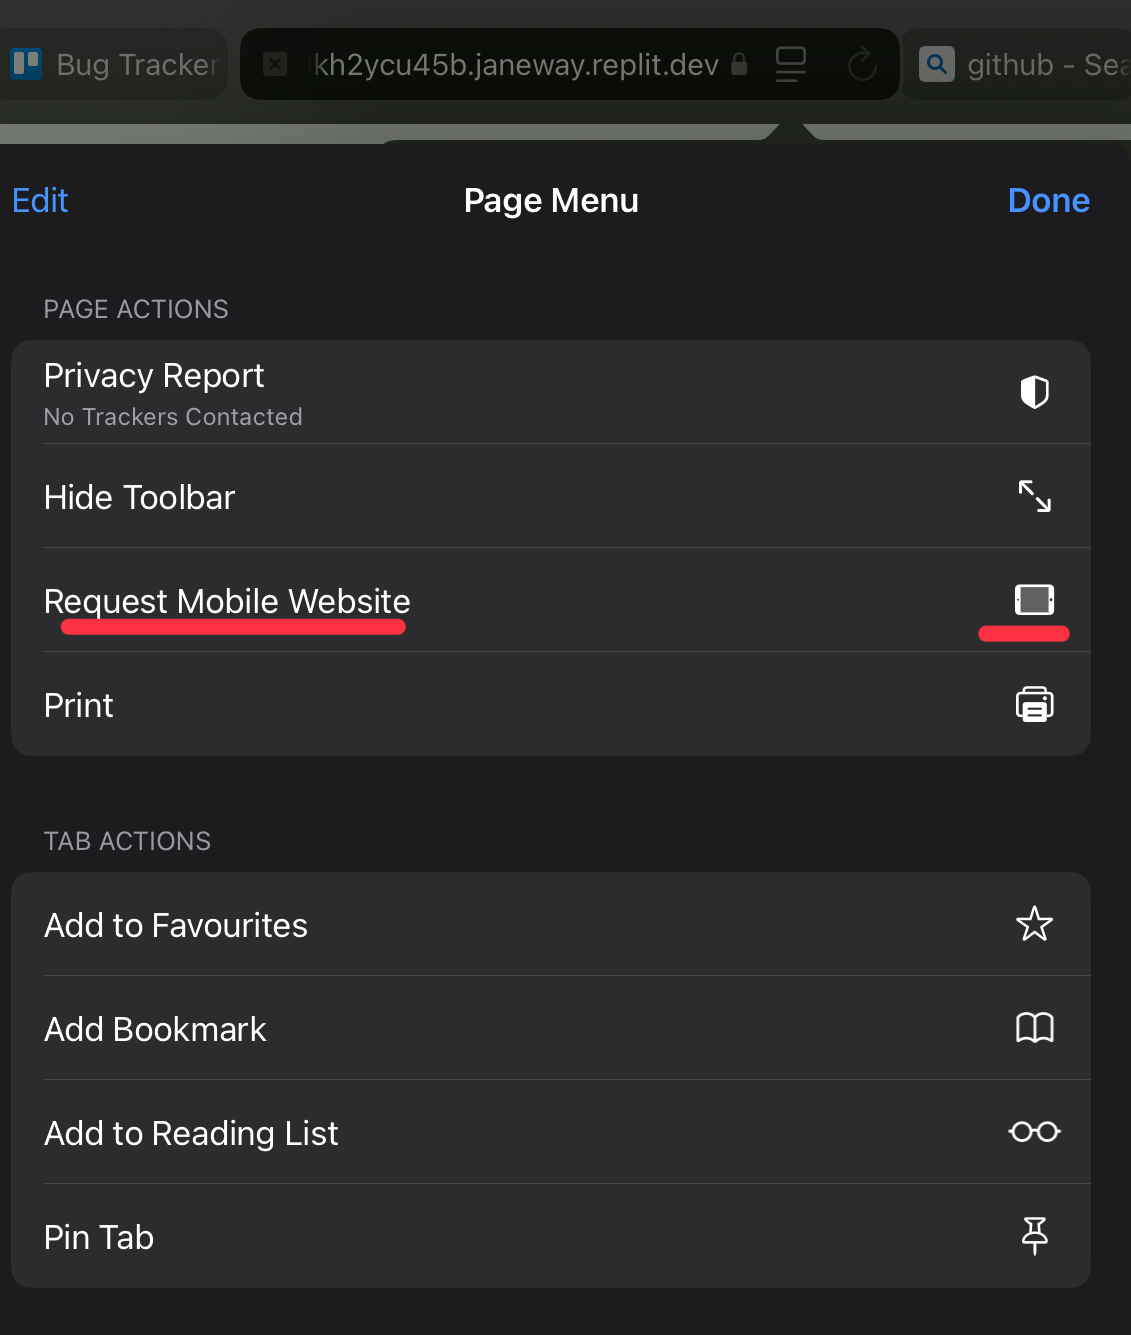 Bug Tracker
kh2ycu45b.janeway.replit.dev
github - Sea
Edit
Page Menu
Done
PAGE ACTIONS
Privacy Report
No Trackers Contacted
Hide Toolbar
Request Mobile Website
Print
TAB ACTIONS
Add to Favourites
Add Bookmark
Add to Reading List
Pin Tab